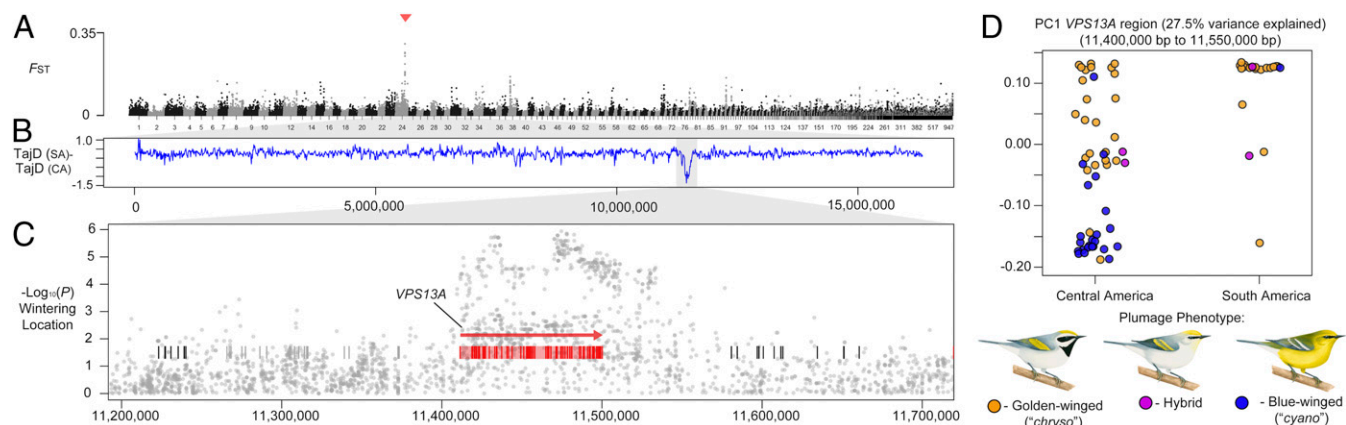 A
0.35
FST
0
1 2 3 4 5 6 7 8 9 10 12 14 16 18 20 22 24 26 28 30 32 34 36 38 40 43 46 49 52 55 58 62 65 68 72 76 81 85 91 97 104 113 124 137 151 170 195 224 261 311 382 517 947
B
1.0
TajD (SA)-
TajD (CA)
-1.5
0 5,000,000 10,000,000 15,000,000
C
6
5
4
3
2
1
0
-Log10(P)
Wintering
Location
VPS13A
11,200,000 11,300,000 11,400,000 11,500,000 11,600,000 11,700,000
D
PC1 VPS13A region (27.5% variance explained)
(11,400,000 bp to 11,550,000 bp)
0.10
0.00
-0.10
-0.20
Central America South America
Plumage Phenotype:
- Golden-winged
("chryso")
- Hybrid
- Blue-winged
("cyano")